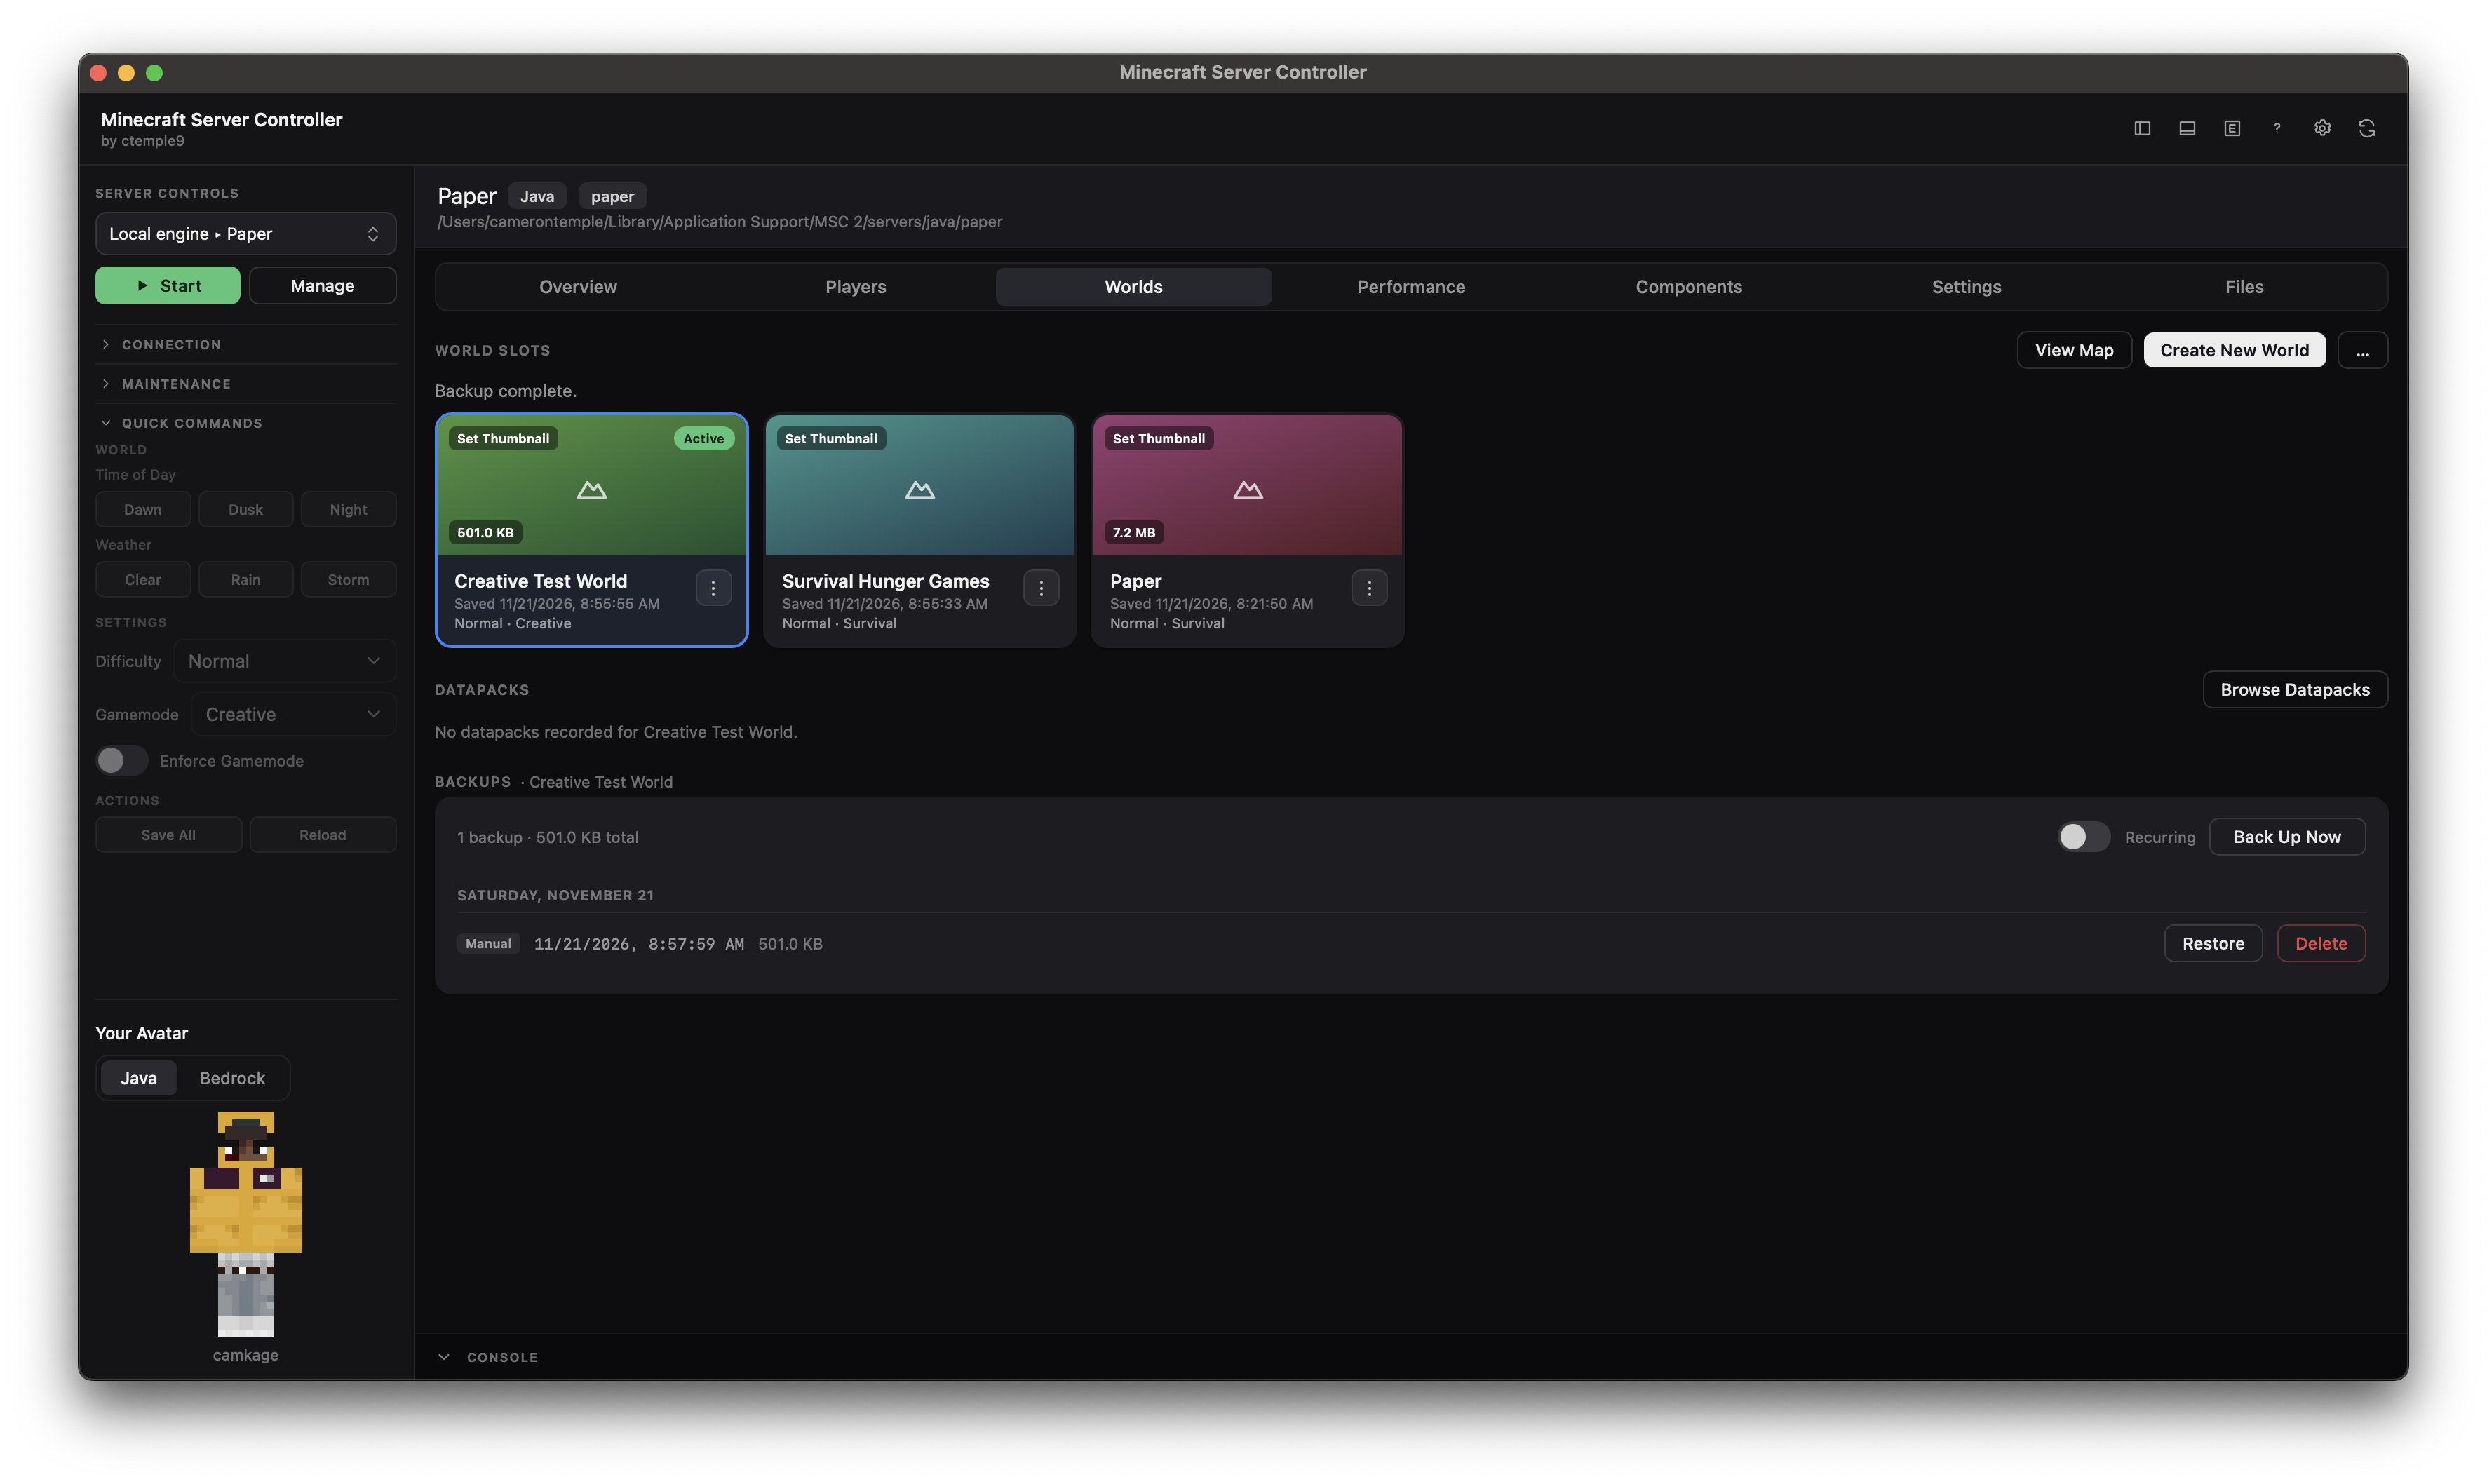 Minecraft Server Controller
Minecraft Server Controller
by ctemple9
SERVER CONTROLS
Local engine ▸ Paper
Start
Manage
CONNECTION
MAINTENANCE
QUICK COMMANDS
WORLD
Time of Day
Dawn
Dusk
Night
Weather
Clear
Rain
Storm
SETTINGS
Difficulty
Normal
Gamemode
Creative
Enforce Gamemode
ACTIONS
Save All
Reload
Your Avatar
Java
Bedrock
camkage
Paper
Java
paper
/Users/camerontemple/Library/Application Support/MSC 2/servers/java/paper
Overview
Players
Worlds
Performance
Components
Settings
Files
WORLD SLOTS
View Map
Create New World
...
Backup complete.
Set Thumbnail
Active
501.0 KB
Creative Test World
Saved 11/21/2026, 8:55:55 AM
Normal · Creative
Set Thumbnail
Survival Hunger Games
Saved 11/21/2026, 8:55:33 AM
Normal · Survival
Set Thumbnail
7.2 MB
Paper
Saved 11/21/2026, 8:21:50 AM
Normal · Survival
DATAPACKS
Browse Datapacks
No datapacks recorded for Creative Test World.
BACKUPS · Creative Test World
1 backup · 501.0 KB total
Recurring
Back Up Now
SATURDAY, NOVEMBER 21
Manual 11/21/2026, 8:57:59 AM 501.0 KB
Restore
Delete
CONSOLE
E
?